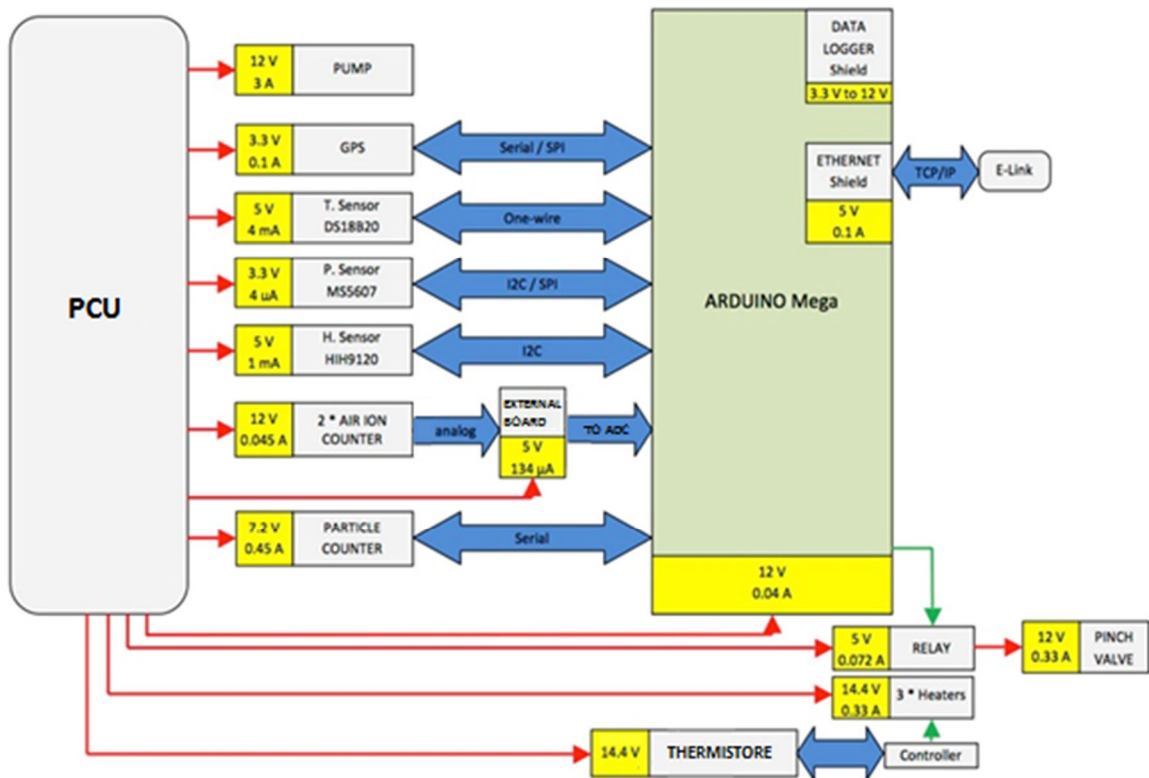 PCU
12 V
3 A
PUMP
3.3 V
0.1 A
GPS
Serial / SPI
5 V
4 mA
T. Sensor
DS18B20
One-wire
3.3 V
4 uA
P. Sensor
MS5607
I2C / SPI
5 V
1 mA
H. Sensor
HIH9120
I2C
12 V
0.045 A
2 * AIR ION
COUNTER
analog
EXTERNAL
BOARD
5 V
134 µA
TO ADC
7.2 V
0.45 A
PARTICLE
COUNTER
Serial
ARDUINO Mega
12 V
0.04 A
DATA
LOGGER
Shield
3.3 V to 12 V
ETHERNET
Shield
5 V
0.1 A
TCP/IP
E-Link
5 V
0.072 A
RELAY
12 V
0.33 A
PINCH
VALVE
14.4 V
0.33 A
3 * Heaters
14.4 V
THERMISTORE
Controller